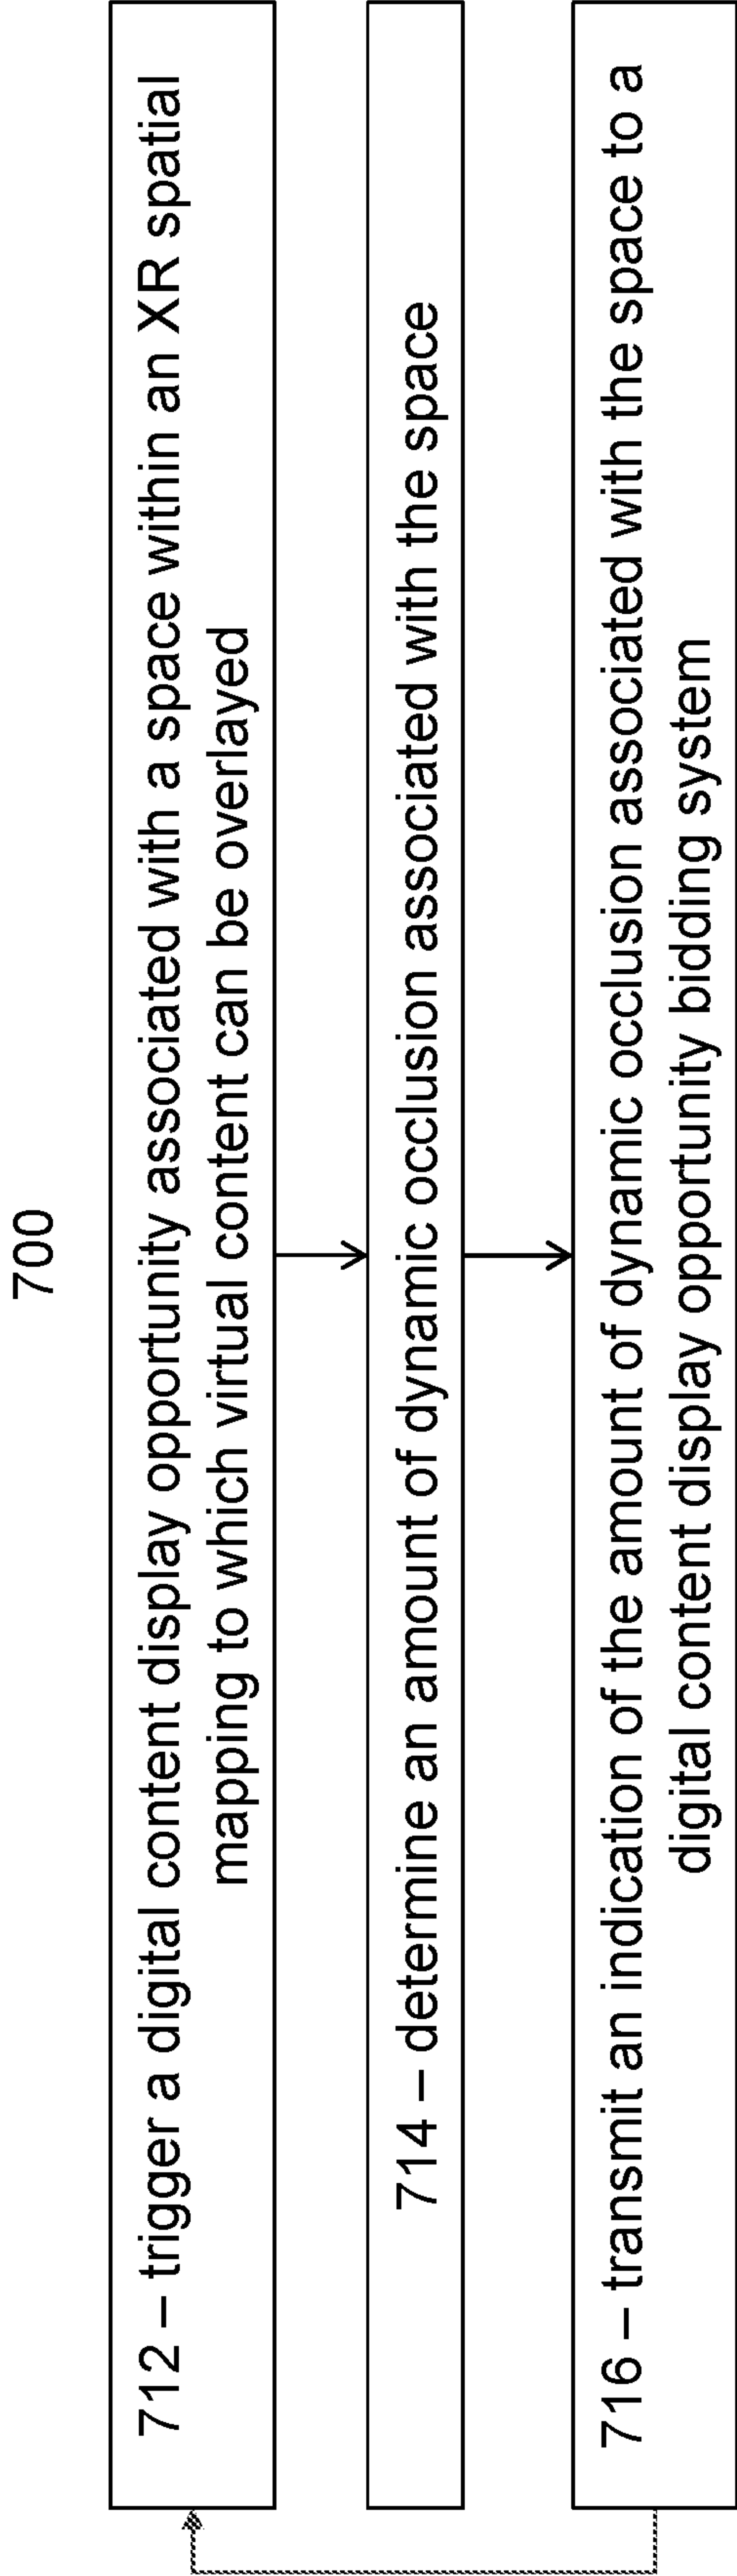 700
712 – trigger a digital content display opportunity associated with a space within an XR spatial
mapping to which virtual content can be overlayed
714 – determine an amount of dynamic occlusion associated with the space
716 – transmit an indication of the amount of dynamic occlusion associated with the space to a
digital content display opportunity bidding system